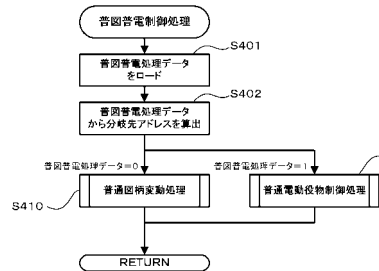 普図普電制御処理
S401
普図普電処理データ
をロード
S402
普図普電処理データ
から分岐先アドレスを算出
普図普電処理データ=0
普図普電処理データ=1
S410
普通図柄変動処理
普通電動役物制御処理
RETURN